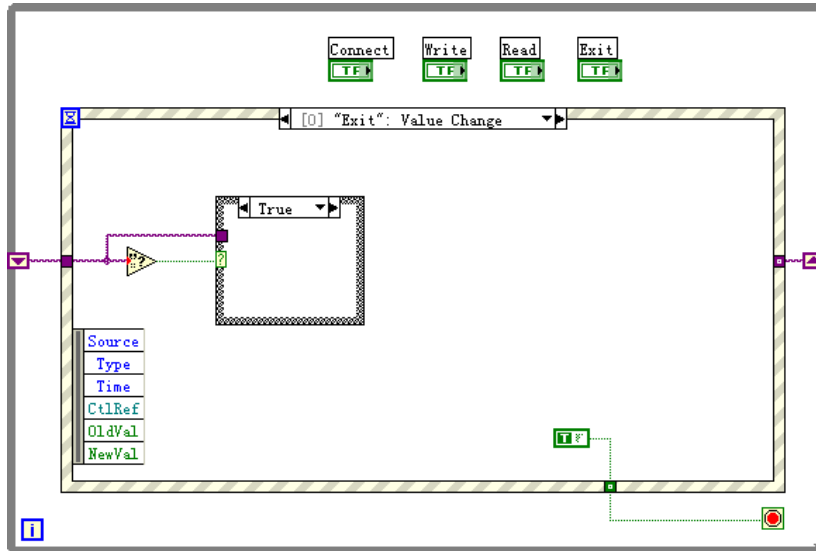 Connect Write Read Exit
TF TF TF TF
[0] "Exit": Value Change
True
"?
?
Source
Type
Time
CtlRef
OldVal
NewVal
T F
i